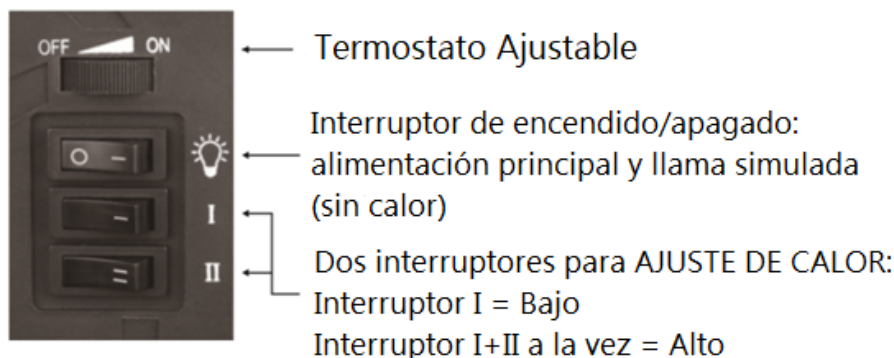 OFF ON
Termostato Ajustable
Interruptor de encendido/apagado:
alimentación principal y llama simulada
(sin calor)
I
II
Dos interruptores para AJUSTE DE CALOR:
Interruptor I = Bajo
Interruptor I+II a la vez = Alto